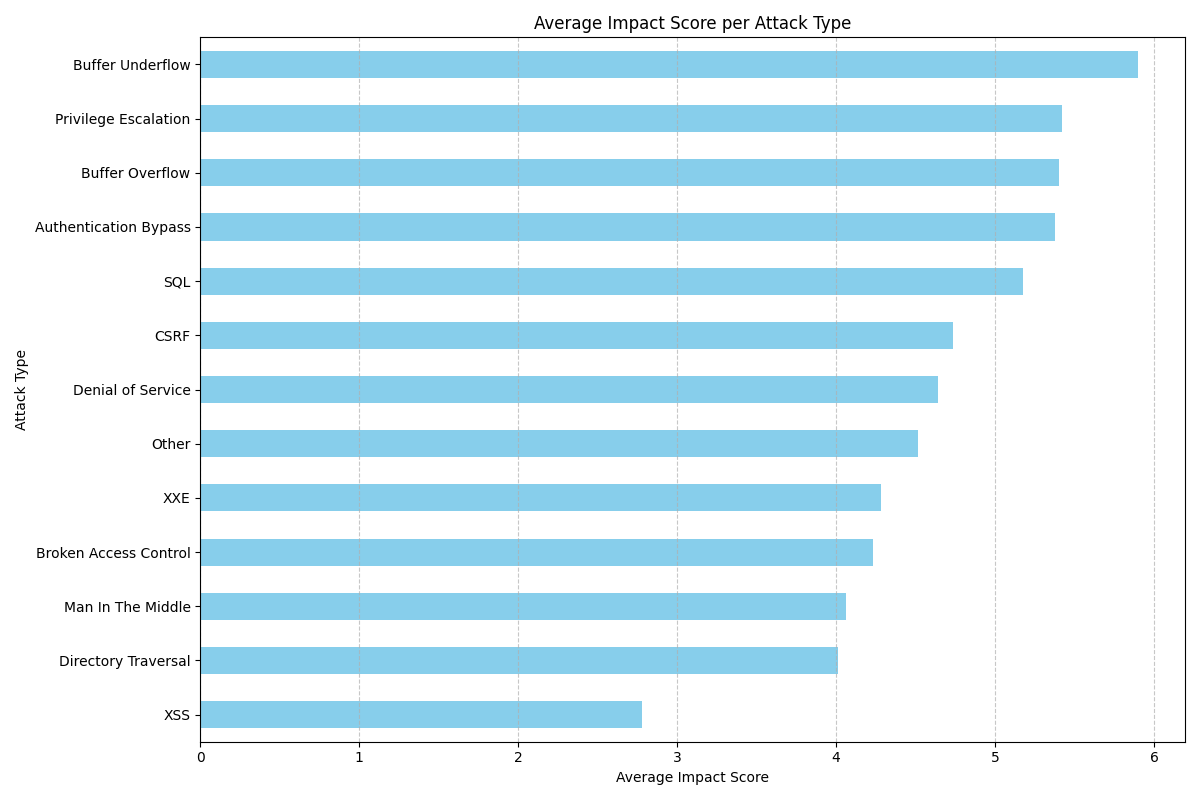 Average Impact Score per Attack Type
Buffer Underflow
Privilege Escalation
Buffer Overflow
Authentication Bypass
SQL
CSRF
Denial of Service
Other
XXE
Broken Access Control
Man In The Middle
Directory Traversal
XSS
Attack Type
0 1 2 3 4 5 6
Average Impact Score